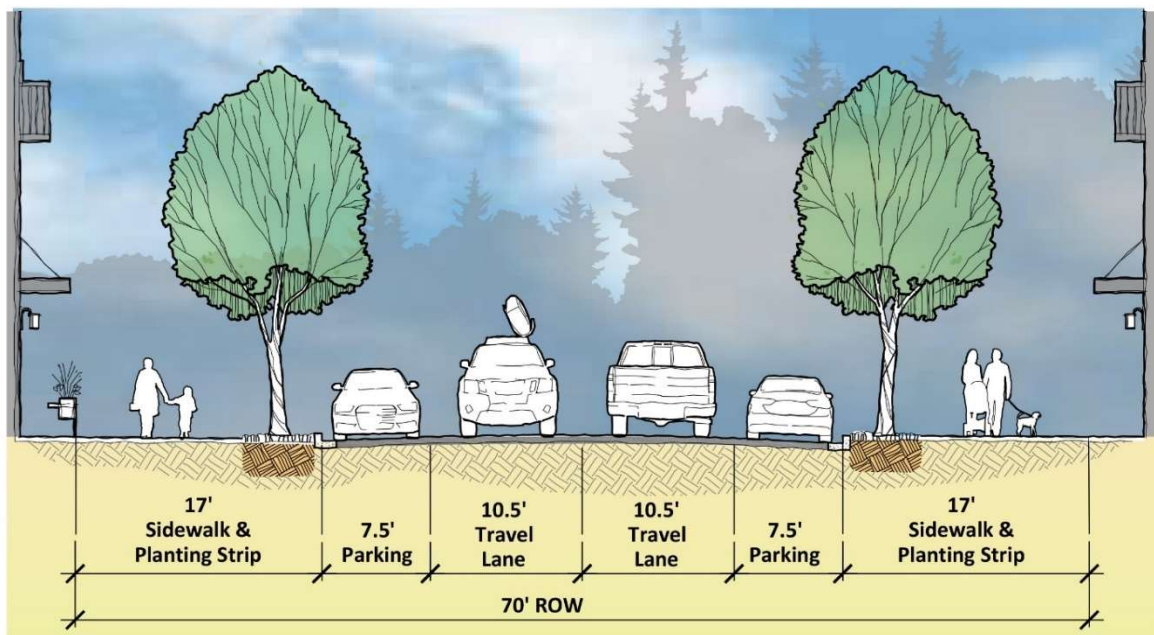 17'
Sidewalk &
Planting Strip
7.5'
Parking
10.5'
Travel
Lane
10.5'
Travel
Lane
7.5'
Parking
17'
Sidewalk &
Planting Strip
70' ROW